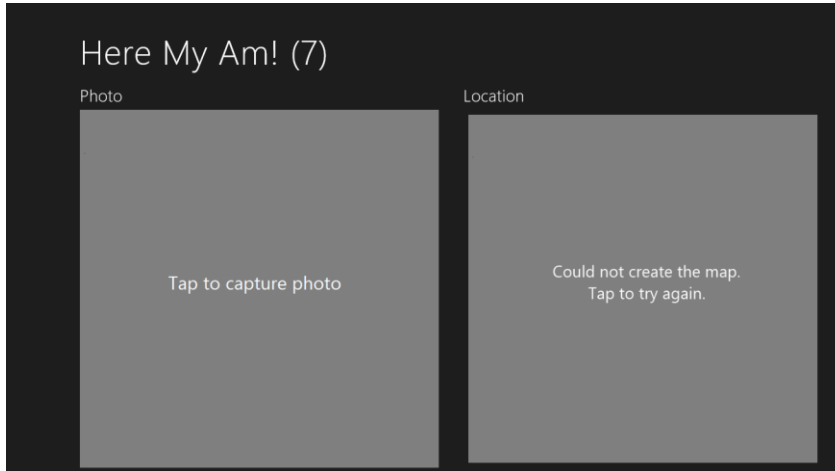 Here My Am! (7)
Photo
Location
Tap to capture photo
Could not create the map.
Tap to try again.